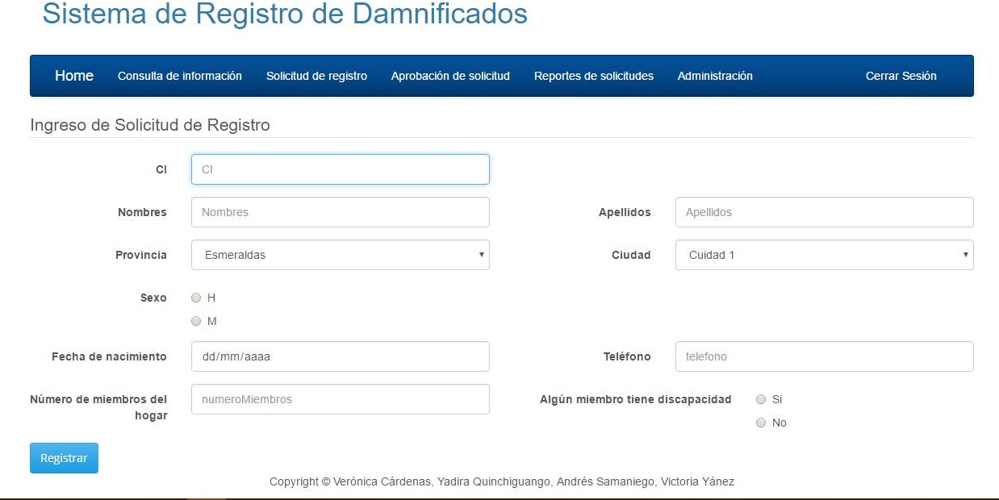 Sistema de Registro de Damnificados
Home Consulta de información Solicitud de registro Aprobación de solicitud Reportes de solicitudes Administración Cerrar Sesión
Ingreso de Solicitud de Registro
CI CI
Nombres Nombres Apellidos Apellidos
Provincia Esmeraldas Ciudad Cuidad 1
Sexo H
M
Fecha de nacimiento dd/mm/aaaa Teléfono telefono
Número de miembros del numeroMiembros Algún miembro tiene discapacidad Si
hogar
No
Registrar
Copyright © Verónica Cárdenas, Yadira Quinchiguango, Andrés Samaniego, Victoria Yánez